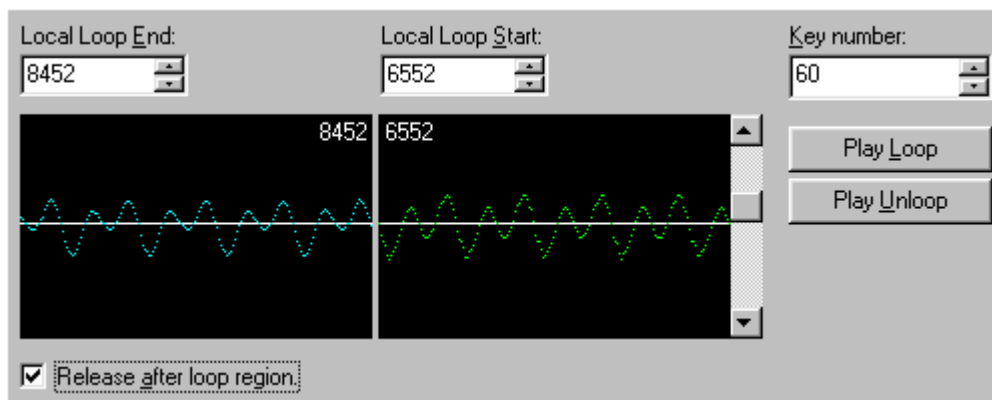 Local Loop End: Local Loop Start: Key number:
8452 6552 60
8452 6552
Play Loop
Play Unloop
Release after loop region.